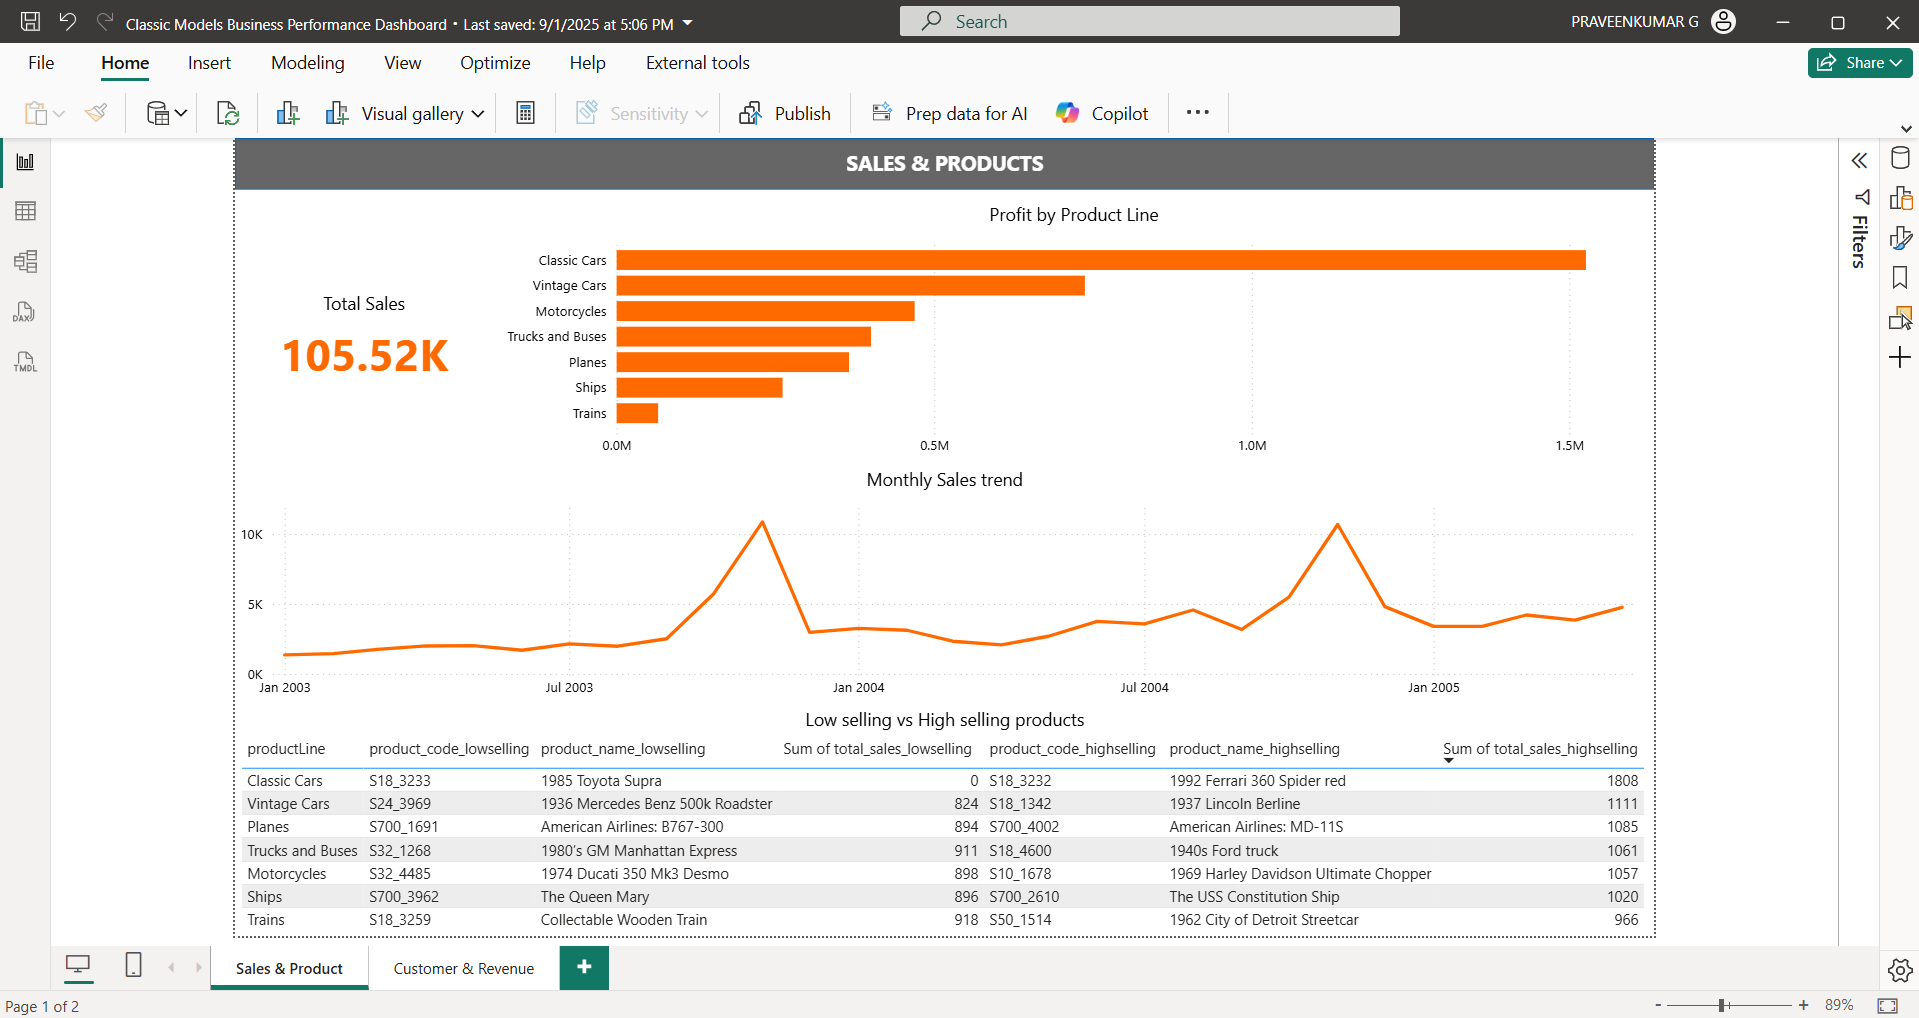 Classic Models Business Performance Dashboard • Last saved: 9/1/2025 at 5:06 PM
Search
PRAVEENKUMAR G
File Home Insert Modeling View Optimize Help External tools
Share
Visual gallery
Sensitivity
Publish
Prep data for AI
Copilot
DAX
TMDL
Filters
SALES & PRODUCTS
Total Sales
105.52K
Profit by Product Line
Classic Cars
Vintage Cars
Motorcycles
Trucks and Buses
Planes
Ships
Trains
0.0M 0.5M 1.0M 1.5M
Monthly Sales trend
10K
5K
0K
Jan 2003 Jul 2003 Jan 2004 Jul 2004 Jan 2005
Low selling vs High selling products
productLine product_code_lowselling product_name_lowselling Sum of total_sales_lowselling product_code_highselling product_name_highselling Sum of total_sales_highselling
Classic Cars S18_3233 1985 Toyota Supra 0 S18_3232 1992 Ferrari 360 Spider red 1808
Vintage Cars S24_3969 1936 Mercedes Benz 500k Roadster 824 S18_1342 1937 Lincoln Berline 1111
Planes S700_1691 American Airlines: B767-300 894 S700_4002 American Airlines: MD-11S 1085
Trucks and Buses S32_1268 1980's GM Manhattan Express 911 S18_4600 1940s Ford truck 1061
Motorcycles S32_4485 1974 Ducati 350 Mk3 Desmo 898 S10_1678 1969 Harley Davidson Ultimate Chopper 1057
Ships S700_3962 The Queen Mary 896 S700_2610 The USS Constitution Ship 1020
Trains S18_3259 Collectable Wooden Train 918 S50_1514 1962 City of Detroit Streetcar 966
Sales & Product
Customer & Revenue
Page 1 of 2
89%